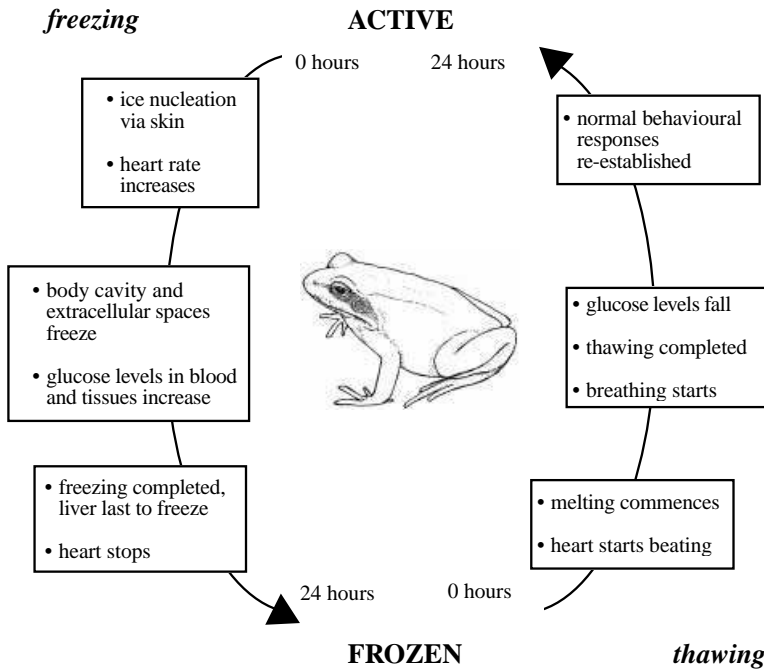 freezing
ACTIVE
0 hours
24 hours
• ice nucleation
via skin
• heart rate
increases
• body cavity and
extracellular spaces
freeze
• glucose levels in blood
and tissues increase
• freezing completed,
liver last to freeze
• heart stops
24 hours
0 hours
FROZEN
thawing
• melting commences
• heart starts beating
• glucose levels fall
• thawing completed
• breathing starts
• normal behavioural
responses
re-established